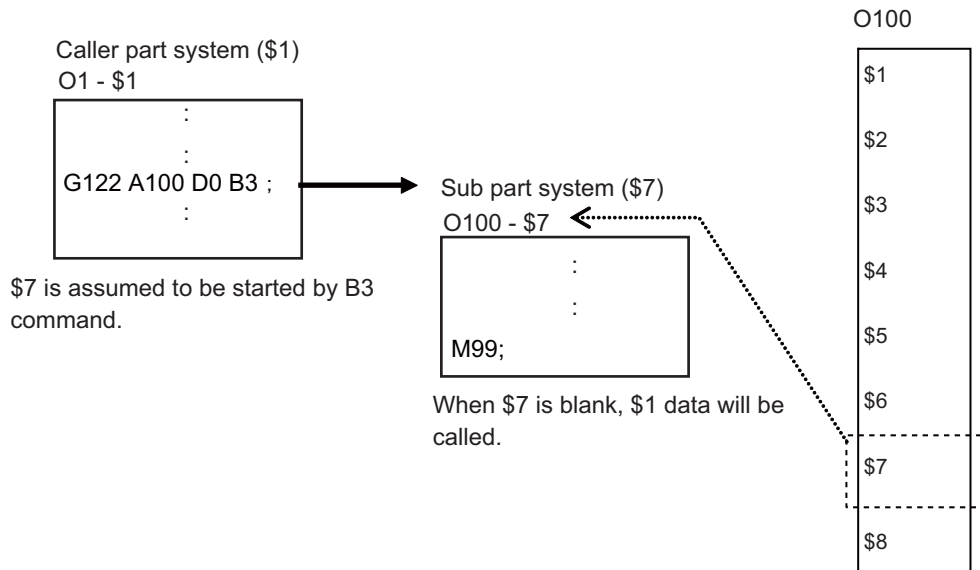 Caller part system ($1)
O1 - $1
:
:
G122 A100 D0 B3 ;
:
$7 is assumed to be started by B3
command.
Sub part system ($7)
O100 - $7
:
:
M99;
When $7 is blank, $1 data will be
called.
O100
$1
$2
$3
$4
$5
$6
$7
$8